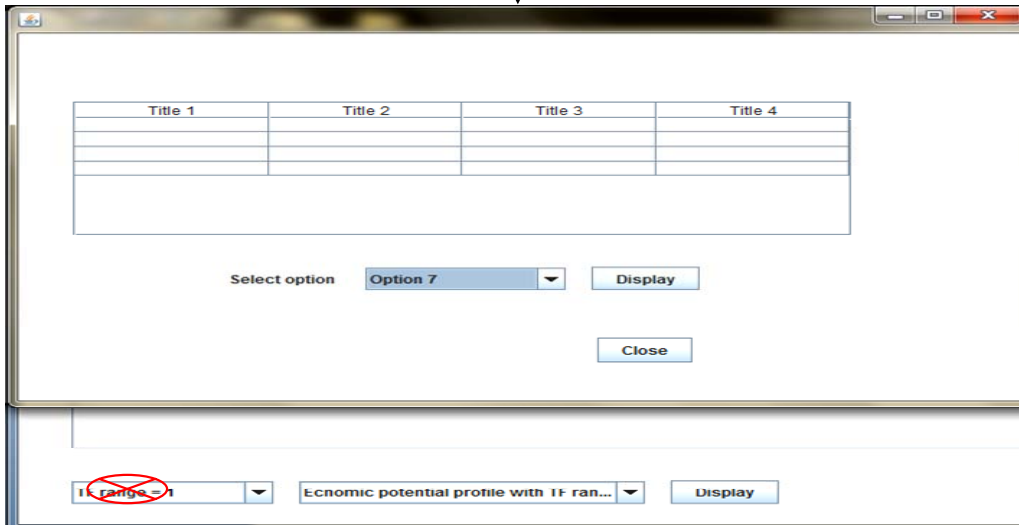 Title 1 Title 2 Title 3 Title 4
Select option Option 7 Display
Close
TF range = 1 Ecnomic potential profile with TF ran... Display